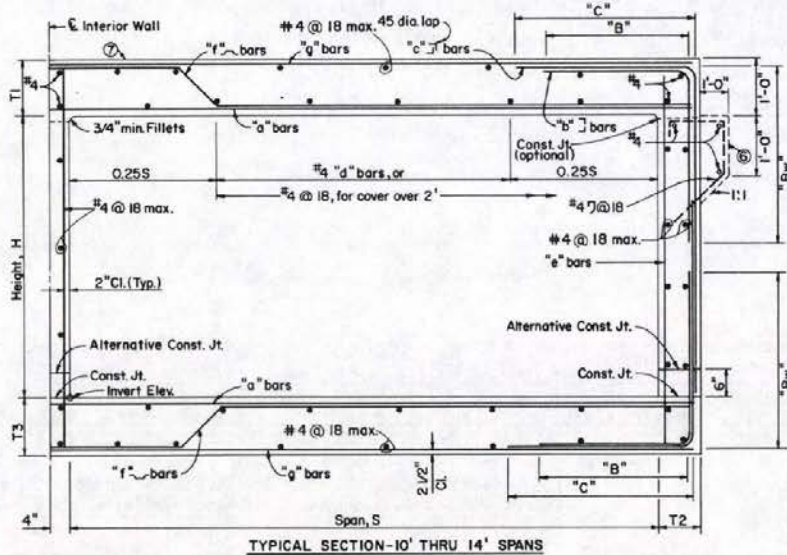 ℄ Interior Wall
⑦
"f" bars
"g" bars
#4 @ 18 max.
45 dia. lap
"c" bars
"C"
"B"
#4
T1
#4
1'-0"
1'-0"
3/4" min. Fillets
"a" bars
"b" bars
Const. Jt.
(optional)
#4
⑥
1'-0"
0.25S
#4 "d" bars, or
0.25S
#4 @ 18, for cover over 2'
1:1
#4 @ 18
#4 @ 18 max.
#4 @ 18 max.
"e" bars
Height, H
2" Cl. (Typ.)
Alternative Const. Jt.
Alternative Const. Jt.
Const. Jt.
Invert Elev.
"a" bars
Const. Jt.
6"
T3
#4 @ 18 max.
"f" bars
"g" bars
2 1/2"
Cl.
"B"
"C"
4"
Span, S
T2
TYPICAL SECTION-10' THRU 14' SPANS